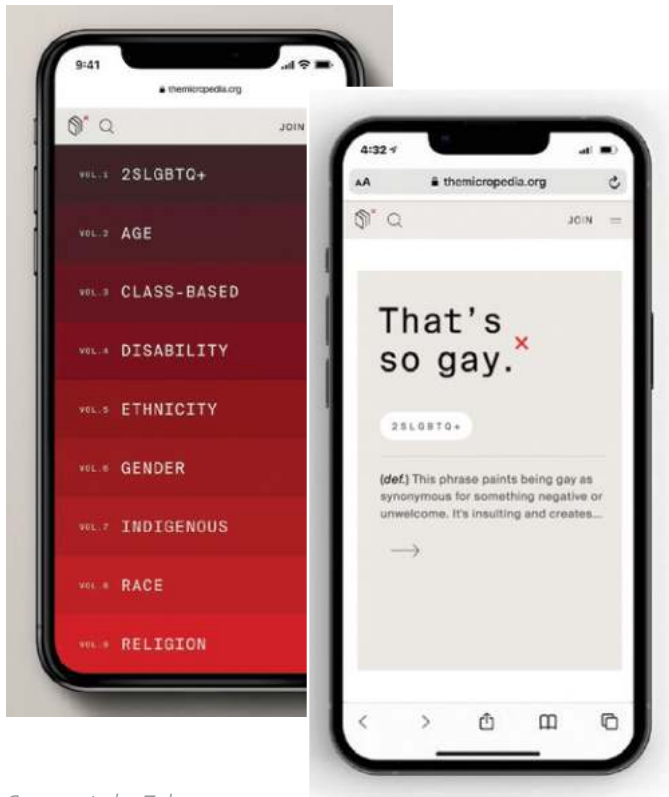 9:41
themicropedia.org
JOIN
VOL.1 2SLGBTQ+
VOL.2 AGE
VOL.3 CLASS-BASED
VOL.4 DISABILITY
VOL.5 ETHNICITY
VOL.6 GENDER
VOL.7 INDIGENOUS
VOL.8 RACE
VOL.9 RELIGION
4:32
AA themicropedia.org
JOIN
That's
so gay.
2SLGBTQ+
(def.) This phrase paints being gay as
synonymous for something negative or
unwelcome. It's insulting and creates...